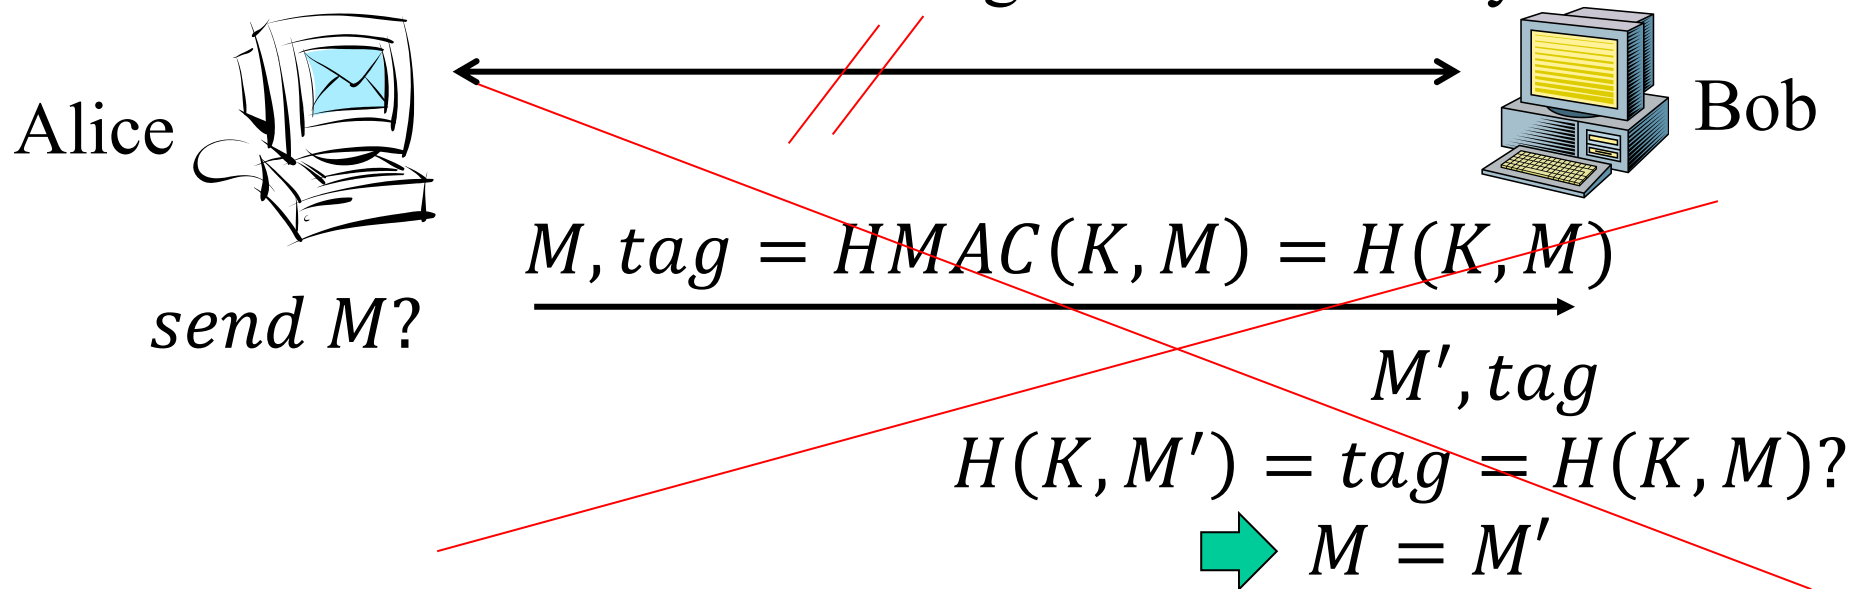 Alice
Bob
M, tag = HMAC(K, M) = H(K, M)
send M?
M′, tag
H(K, M′) = tag = H(K, M)?
M = M′